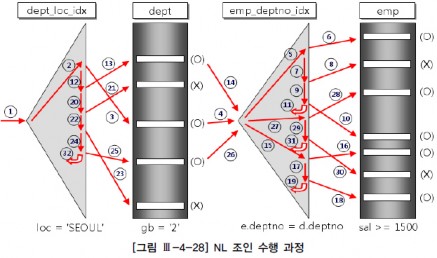 dept_loc_idx dept emp_deptno_idx emp
6
13 5 (O)
2 (O) 7 8
12 14 (X)
21 9 28
1 20 (X) (O)
22 3 4 11 10
(O) 27 29 (O)
24 25 15 31 16 (O)
32 (O) 26 17 30
23 19 (X)
(X) 18 (O)
loc = 'SEOUL' gb = '2' e.deptno = d.deptno sal >= 1500
[그림 Ⅲ-4-28] NL 조인 수행 과정